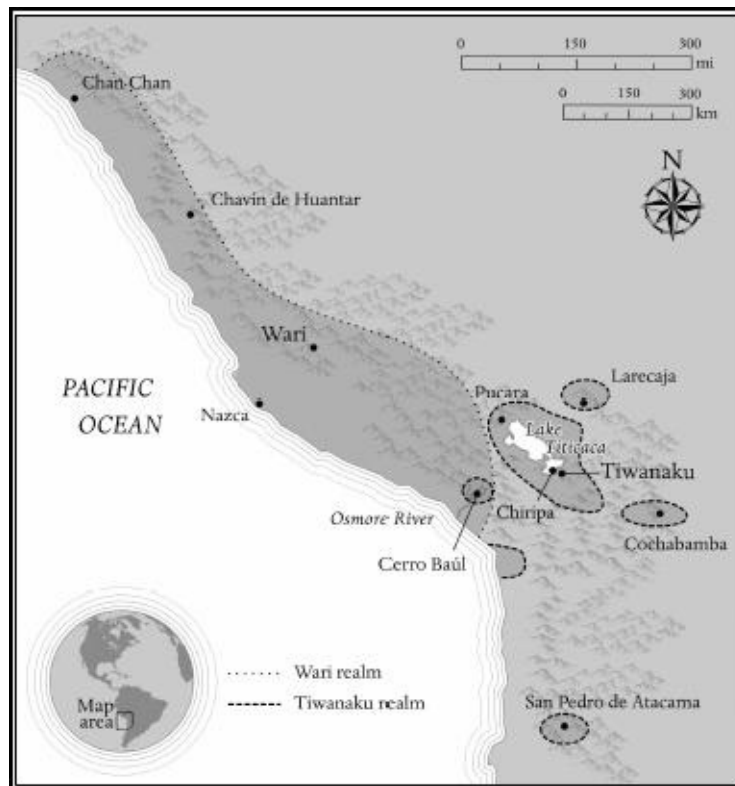 0 150 300
mi
0 150 300
km
N
Chan Chan
Chavín de Huantar
Wari
PACIFIC
OCEAN
Nazca
Pucara
Larecaja
Lake
Titicaca
Tiwanaku
Chiripa
Osmore River
Cochabamba
Cerro Baúl
Wari realm
Tiwanaku realm
San Pedro de Atacama
Map
area